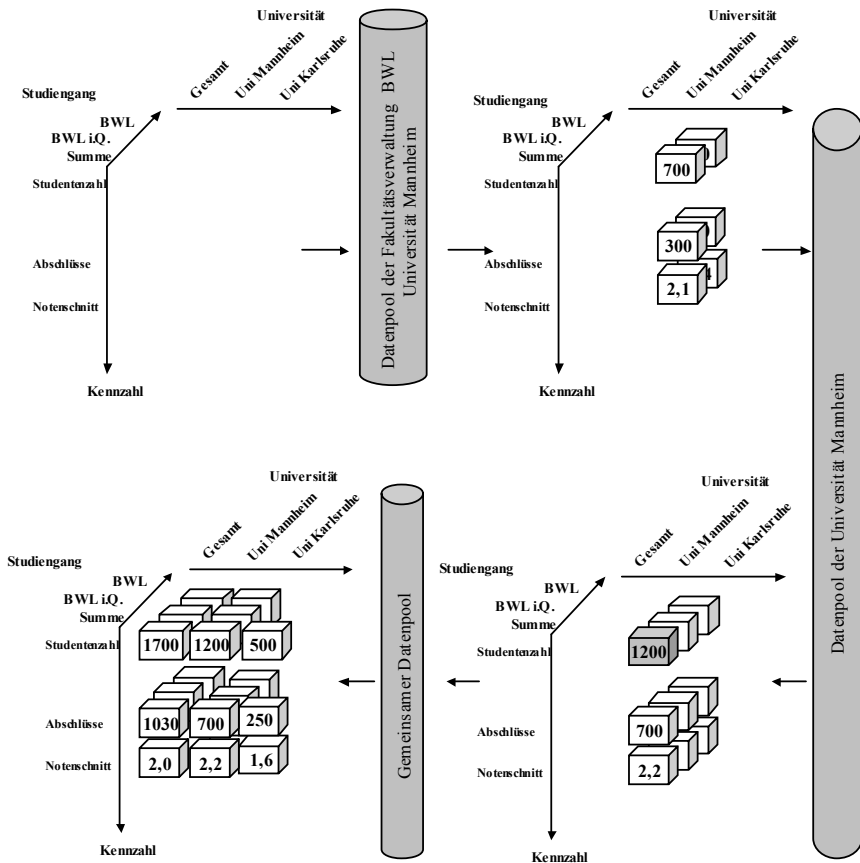 Universität
Gesamt
Uni Mannheim
Uni Karlsruhe
Studiengang
BWL
BWL i.Q.
Summe
Studentenzahl
Abschlüsse
Notenschnitt
Kennzahl
Datenpool der Fakultätsverwaltung BWL
Universität Mannheim
Universität
Gesamt
Uni Mannheim
Uni Karlsruhe
Studiengang
BWL
BWL i.Q.
Summe
Studentenzahl
700
Abschlüsse
300
Notenschnitt
2,1
Kennzahl
Datenpool der Universität Mannheim
Universität
Gesamt
Uni Mannheim
Uni Karlsruhe
Studiengang
BWL
BWL i.Q.
Summe
Studentenzahl
1700 1200 500
Abschlüsse
1030 700 250
Notenschnitt
2,0 2,2 1,6
Kennzahl
Gemeinsamer Datenpool
Universität
Gesamt
Uni Mannheim
Uni Karlsruhe
Studiengang
BWL
BWL i.Q.
Summe
Studentenzahl
1200
Abschlüsse
700
Notenschnitt
2,2
Kennzahl